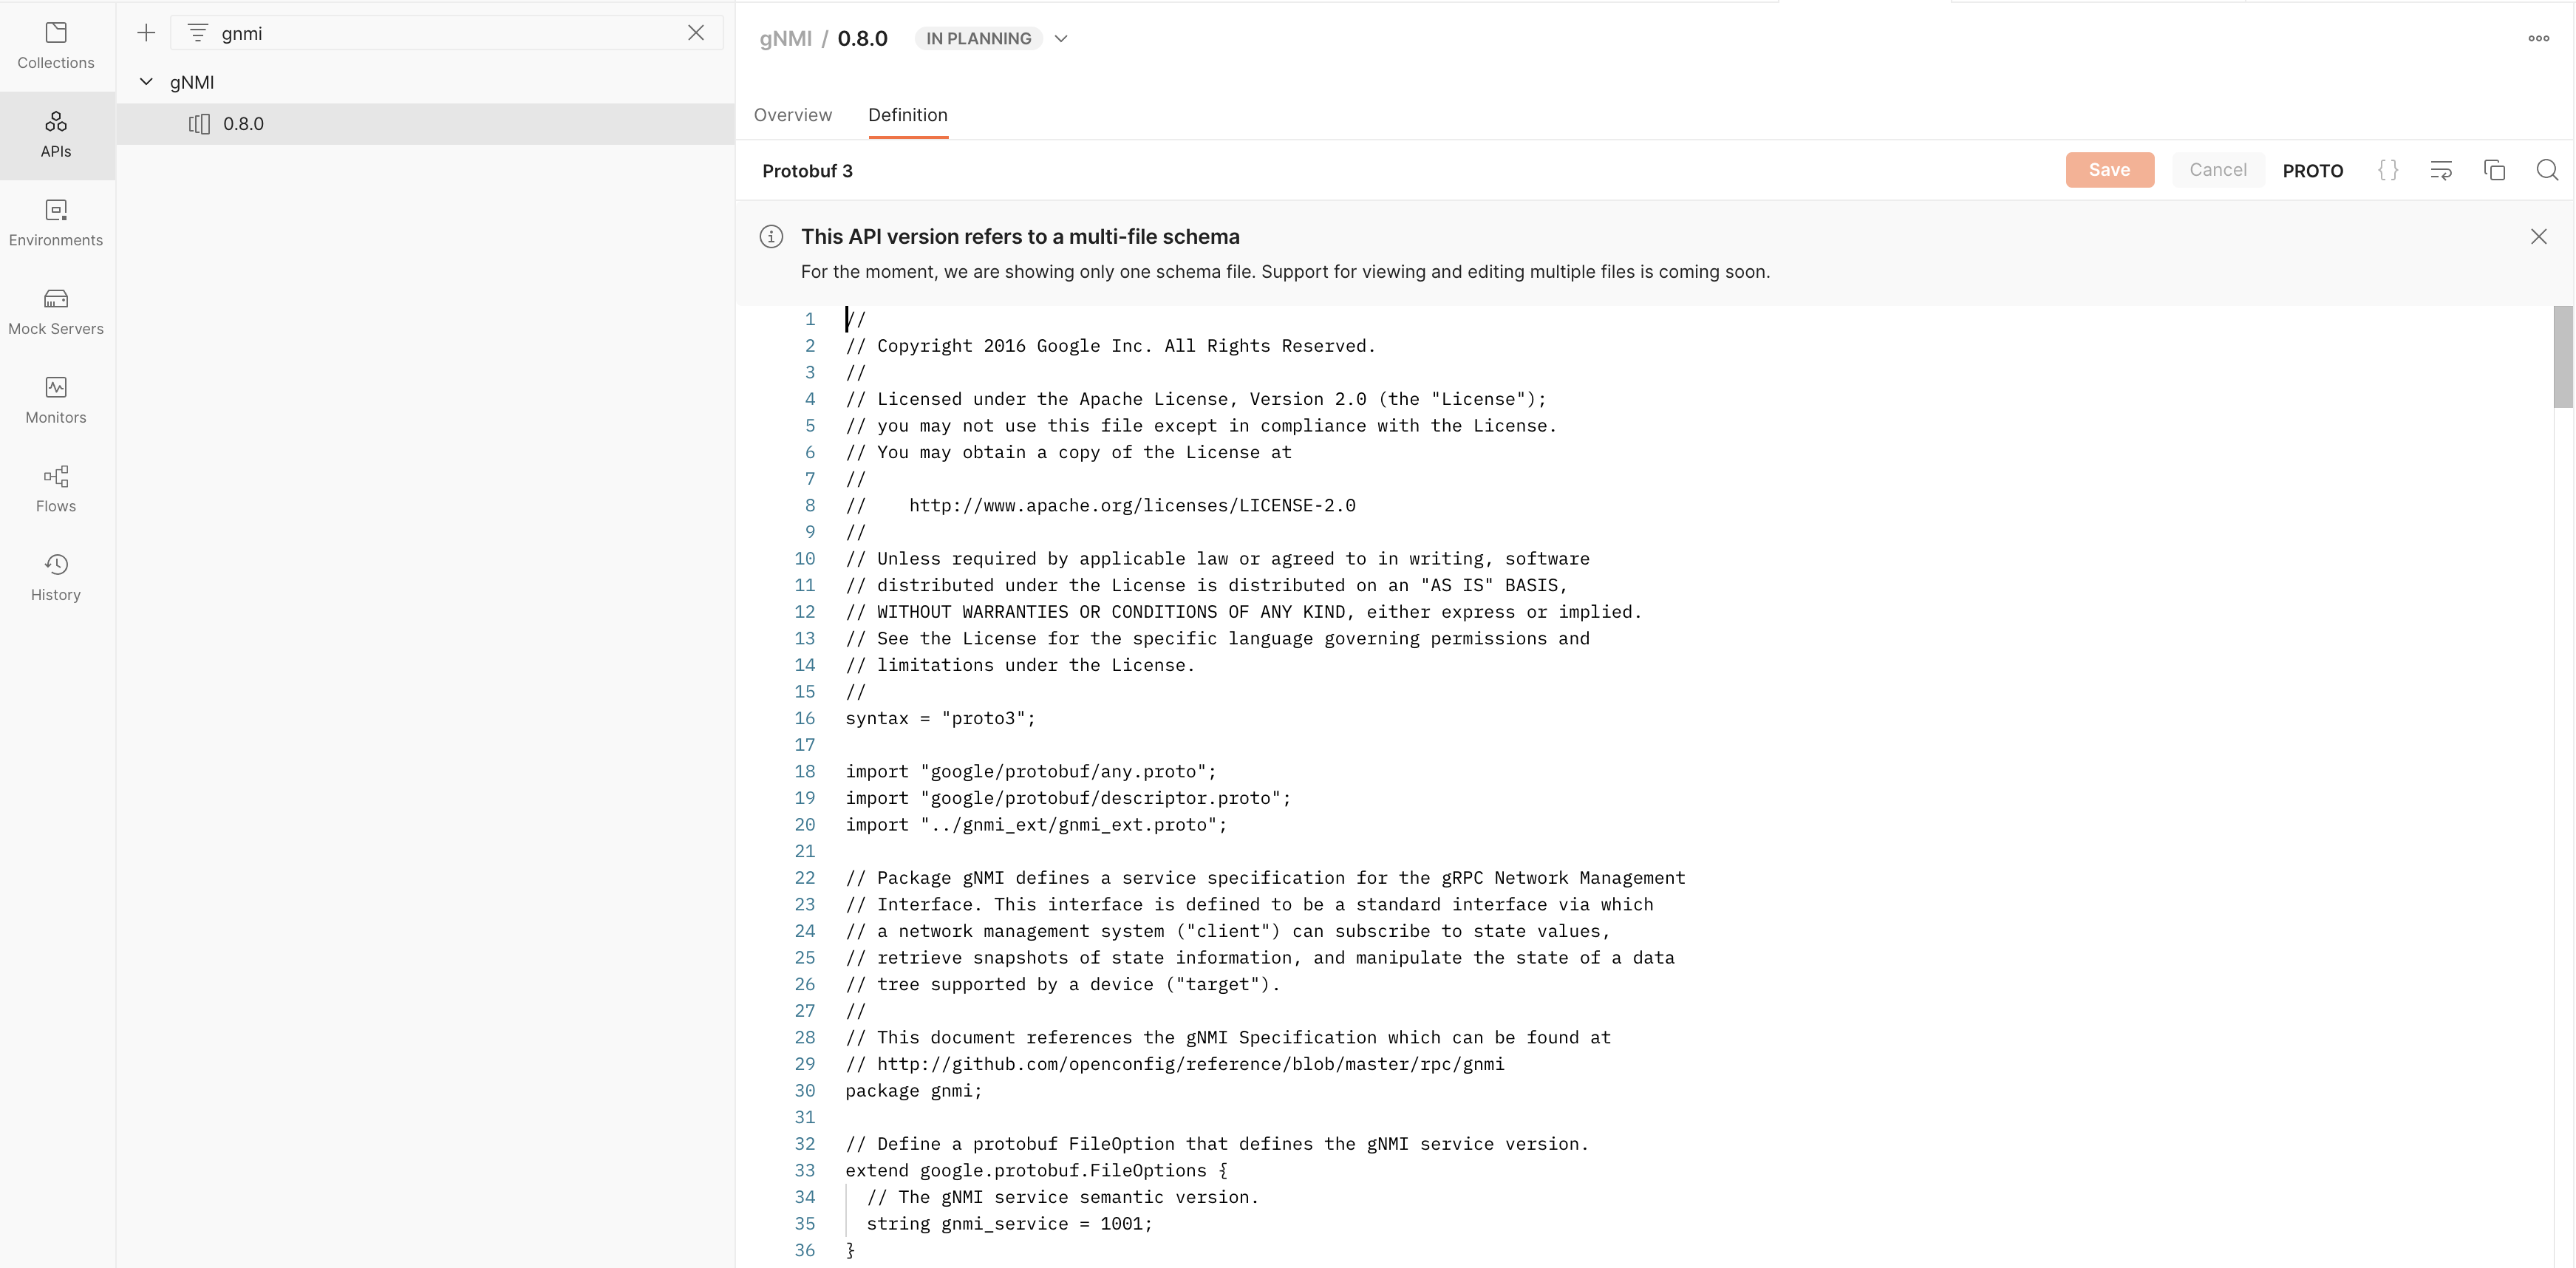 Collections
APIs
Environments
Mock Servers
Monitors
Flows
History
gnmi
gNMI
0.8.0
gNMI / 0.8.0 IN PLANNING
Overview Definition
Protobuf 3
Save Cancel PROTO {}
This API version refers to a multi-file schema
For the moment, we are showing only one schema file. Support for viewing and editing multiple files is coming soon.
1 //
2 // Copyright 2016 Google Inc. All Rights Reserved.
3 //
4 // Licensed under the Apache License, Version 2.0 (the "License");
5 // you may not use this file except in compliance with the License.
6 // You may obtain a copy of the License at
7 //
8 //    http://www.apache.org/licenses/LICENSE-2.0
9 //
10 // Unless required by applicable law or agreed to in writing, software
11 // distributed under the License is distributed on an "AS IS" BASIS,
12 // WITHOUT WARRANTIES OR CONDITIONS OF ANY KIND, either express or implied.
13 // See the License for the specific language governing permissions and
14 // limitations under the License.
15 //
16 syntax = "proto3";
17
18 import "google/protobuf/any.proto";
19 import "google/protobuf/descriptor.proto";
20 import "../gnmi_ext/gnmi_ext.proto";
21
22 // Package gNMI defines a service specification for the gRPC Network Management
23 // Interface. This interface is defined to be a standard interface via which
24 // a network management system ("client") can subscribe to state values,
25 // retrieve snapshots of state information, and manipulate the state of a data
26 // tree supported by a device ("target").
27 //
28 // This document references the gNMI Specification which can be found at
29 // http://github.com/openconfig/reference/blob/master/rpc/gnmi
30 package gnmi;
31
32 // Define a protobuf FileOption that defines the gNMI service version.
33 extend google.protobuf.FileOptions {
34   // The gNMI service semantic version.
35   string gnmi_service = 1001;
36 }